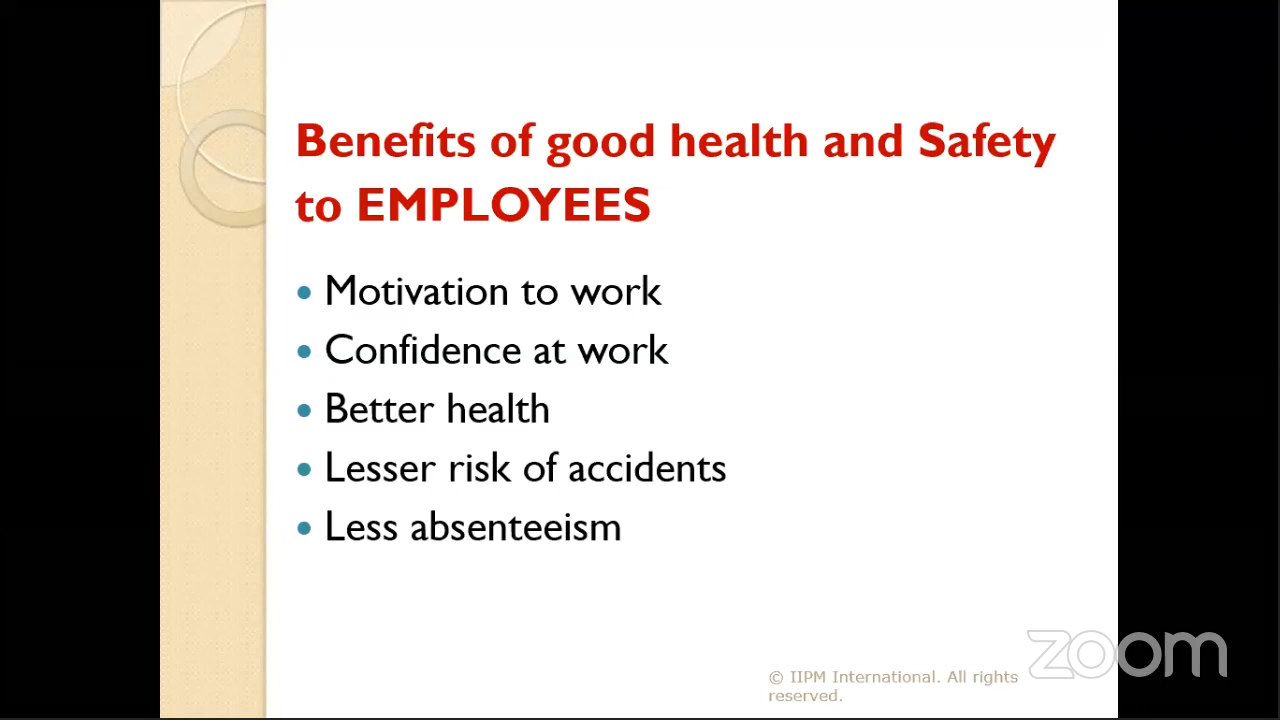 Benefits of good health and Safety
to EMPLOYEES
• Motivation to work
• Confidence at work
• Better health
• Lesser risk of accidents
• Less absenteeism
zoom
© IIPM International. All rights
reserved.